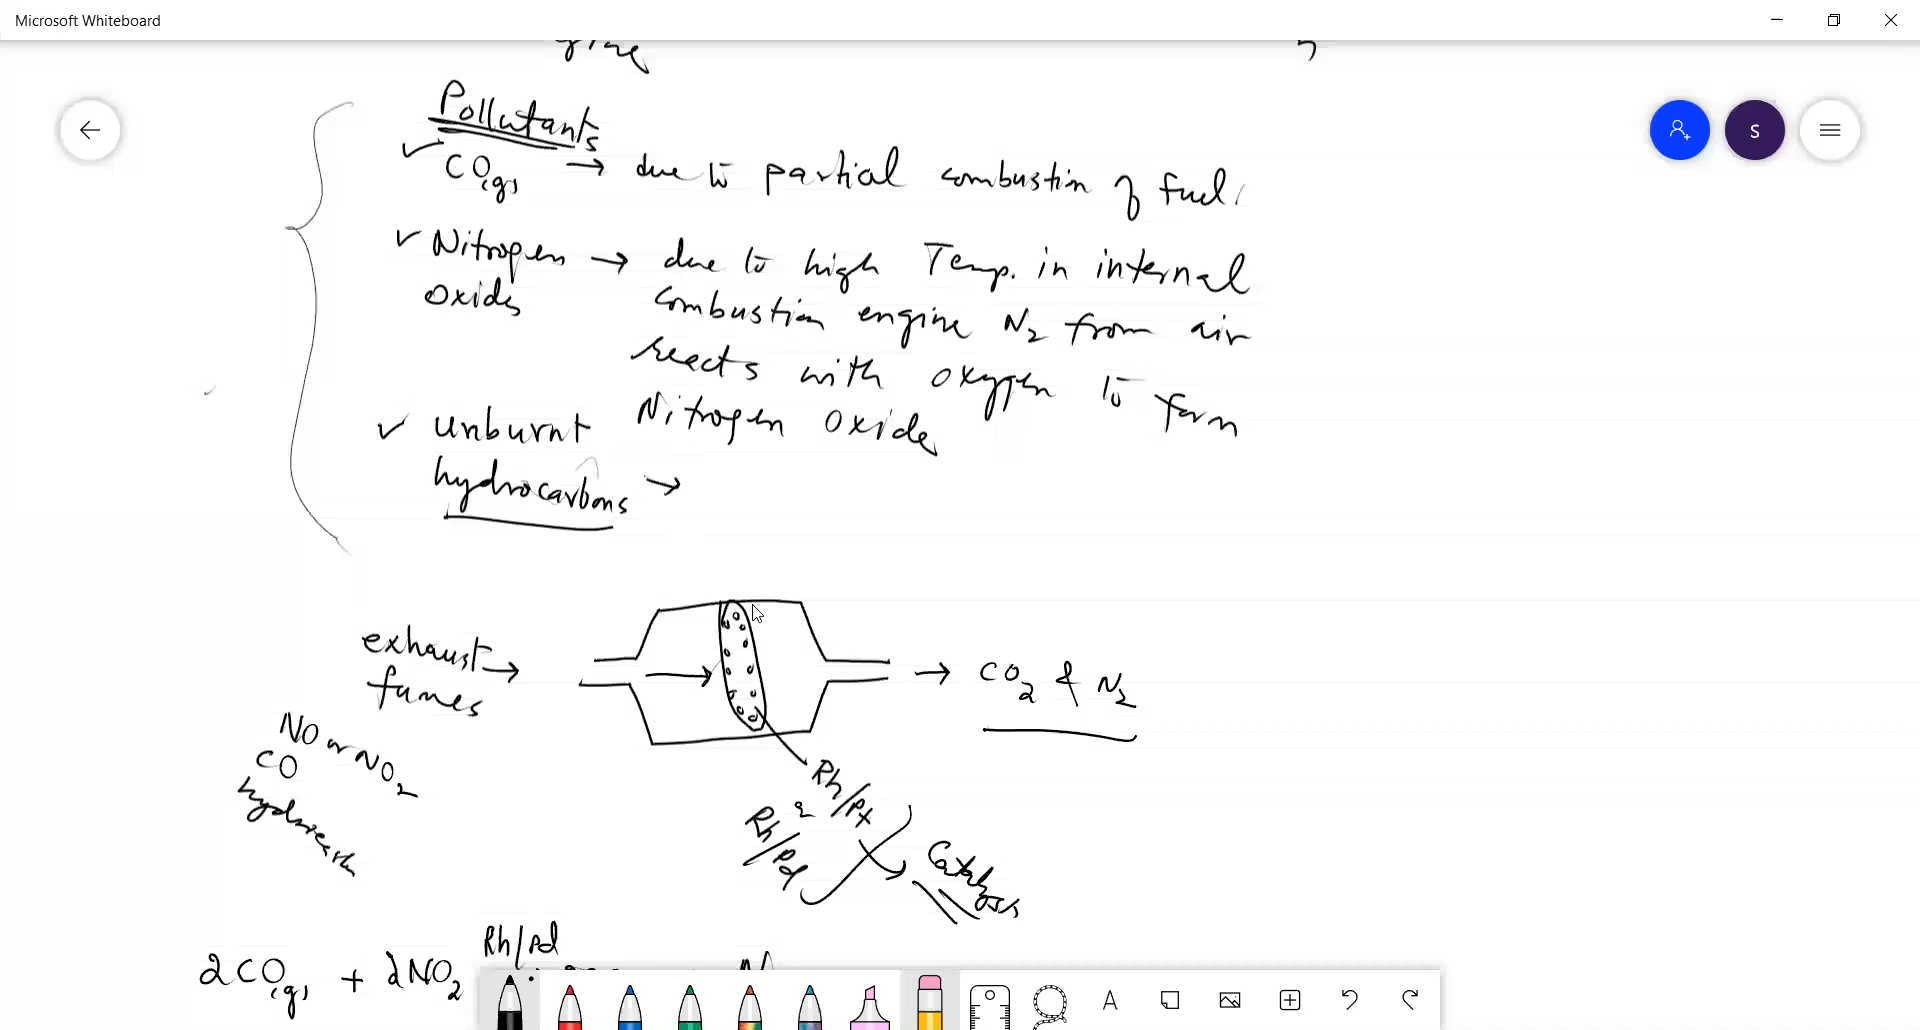 Microsoft Whiteboard
gine
Pollutants
CO(g) → due to partial combustion of fuel.
S
Nitrogen → due to high Temp. in internal
oxides combustion engine N2 from air
reacts with oxygen to form
unburnt Nitrogen Oxide
hydrocarbons →
exhaust → → CO2 & N2
fumes
NO or NO2
CO
Rh/Pt
Rh/Pd
Catalysts
Rh/Pd
2CO(g) + 2NO2 N
A